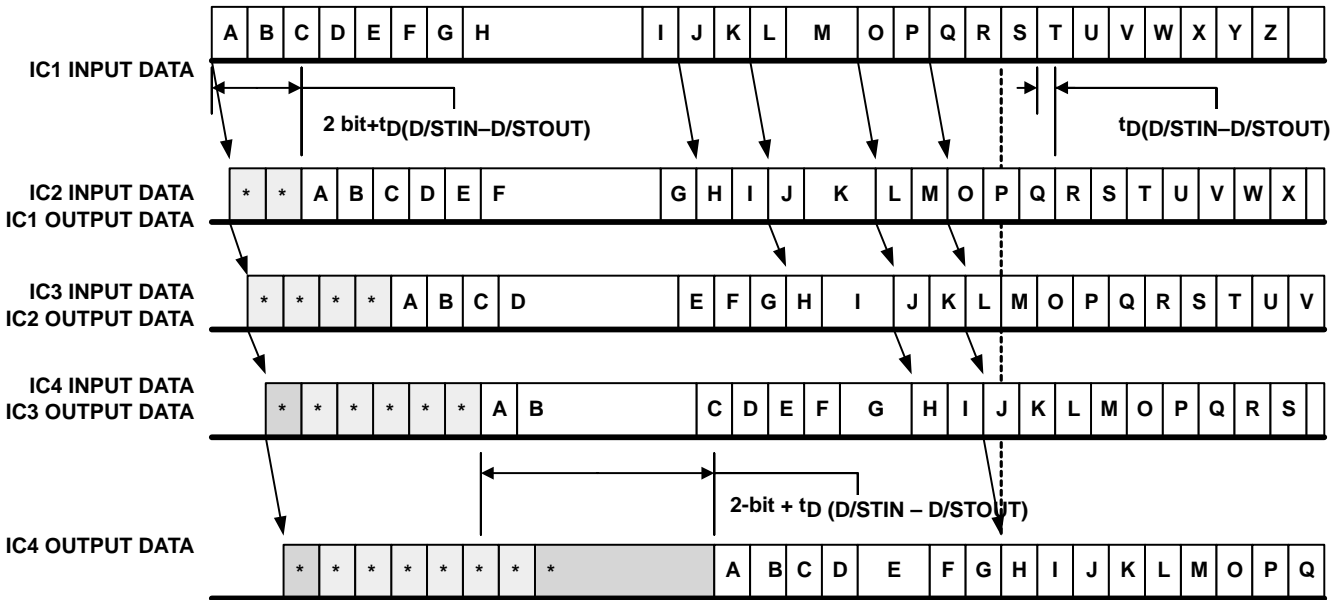 A B C D E F G H I J K L M O P Q R S T U V W X Y Z
IC1 INPUT DATA
2 bit+tD(D/STIN–D/STOUT)
tD(D/STIN–D/STOUT)
IC2 INPUT DATA
IC1 OUTPUT DATA
* * A B C D E F G H I J K L M O P Q R S T U V W X
IC3 INPUT DATA
IC2 OUTPUT DATA
* * * * A B C D E F G H I J K L M O P Q R S T U V
IC4 INPUT DATA
IC3 OUTPUT DATA
* * * * * * A B C D E F G H I J K L M O P Q R S
2-bit + tD (D/STIN – D/STOUT)
IC4 OUTPUT DATA
* * * * * * * * A B C D E F G H I J K L M O P Q